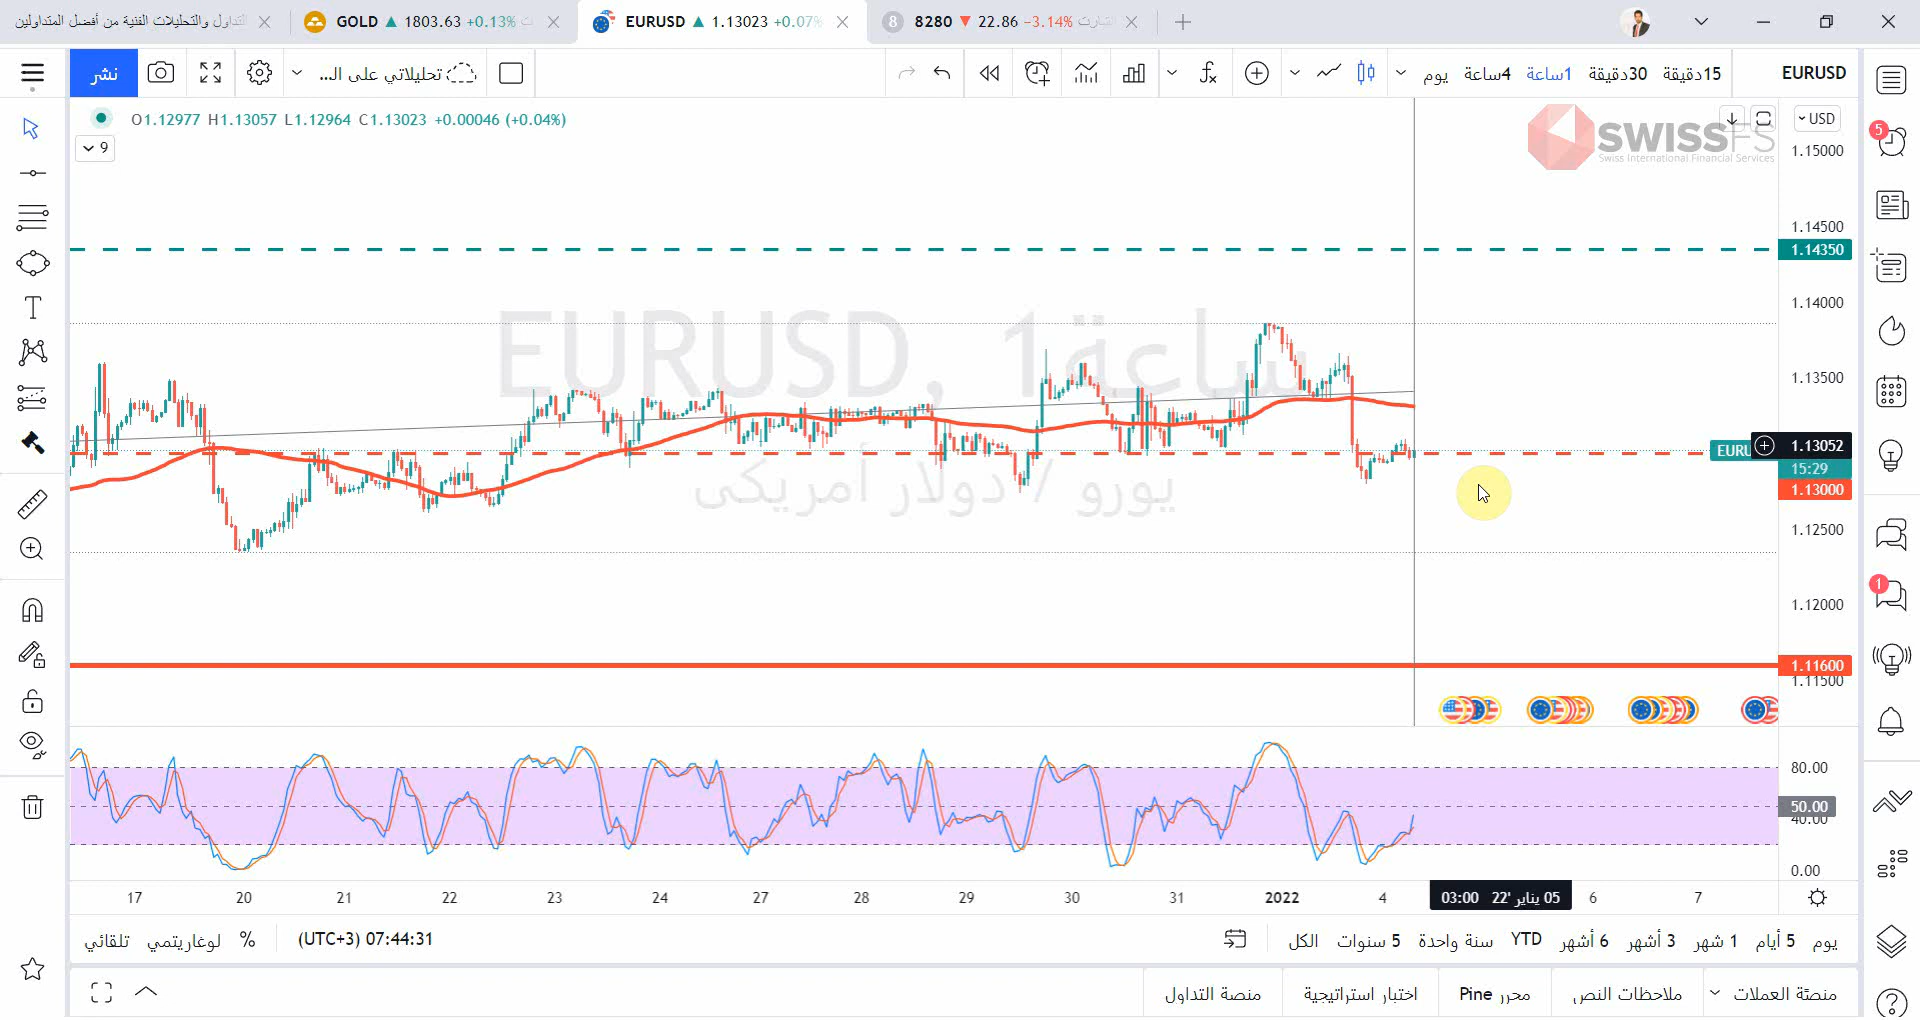 التداول والتحليلات الفنية من أفضل المتداولين
GOLD ▲ 1803.63 +0.13%
EURUSD ▲ 1.13023 +0.07%
8 8280 ▼ 22.86 −3.14%
نشر
تحليلاتي على الـ...
15دقيقة 30دقيقة 1ساعة 4ساعة يوم
EURUSD
O1.12977 H1.13057 L1.12964 C1.13023 +0.00046 (+0.04%)
9
SWISSFS
Swiss International Financial Services
USD
1.15000
1.14500
1.14350
1.14000
1.13500
EURU
1.13052
15:29
1.13000
1.12500
1.12000
1.11600
1.11500
EURUSD, 1ساعة
يورو / دولار أمريكي
5
1
80.00
50.00
40.00
0.00
17 20 21 22 23 24 27 28 29 30 31 2022 4 05 يناير '22 03:00 6 7
تلقائي لوغاريتمي %
07:44:31 (UTC+3)
يوم 5 أيام 1 شهر 3 أشهر 6 أشهر YTD سنة واحدة 5 سنوات الكل
منصئة العملات ملاحظات النص محرر Pine اختبار استراتيجية منصة التداول